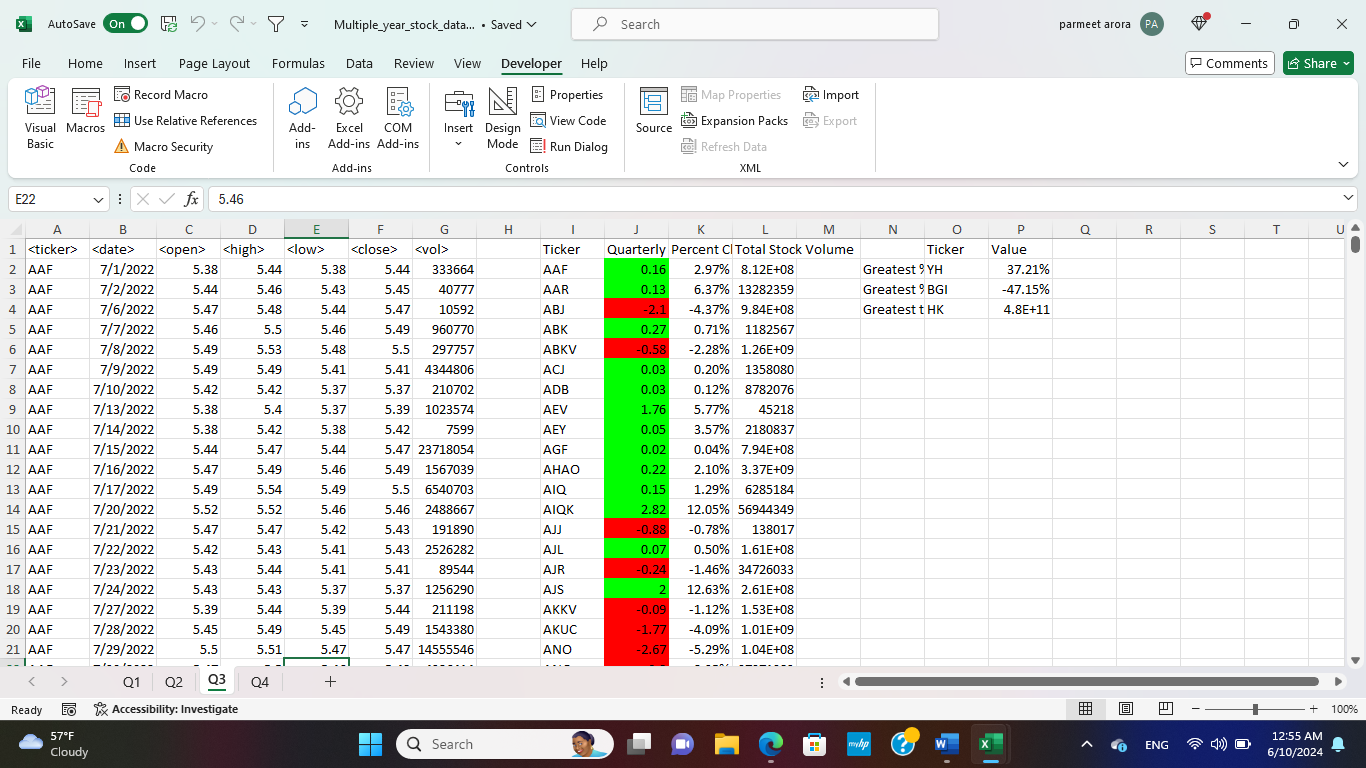 AutoSave On Multiple_year_stock_data... • Saved Search parmeet arora PA
File Home Insert Page Layout Formulas Data Review View Developer Help Comments Share
Visual Basic Macros Record Macro Use Relative References Macro Security Code
Add-ins Excel Add-ins COM Add-ins Add-ins
Insert Design Mode Properties View Code Run Dialog Controls
Source Map Properties Expansion Packs Refresh Data Import Export XML
E22 fx 5.46
A B C D E F G H I J K L M N O P Q R S T U
1 <ticker> <date> <open> <high> <low> <close> <vol> Ticker Quarterly Percent Cl Total Stock Volume Ticker Value
2 AAF 7/1/2022 5.38 5.44 5.38 5.44 333664 AAF 0.16 2.97% 8.12E+08 Greatest % YH 37.21%
3 AAF 7/2/2022 5.44 5.46 5.43 5.45 40777 AAR 0.13 6.37% 13282359 Greatest % BGI -47.15%
4 AAF 7/6/2022 5.47 5.48 5.44 5.47 10592 ABJ -2.1 -4.37% 9.84E+08 Greatest t HK 4.8E+11
5 AAF 7/7/2022 5.46 5.5 5.46 5.49 960770 ABK 0.27 0.71% 1182567
6 AAF 7/8/2022 5.49 5.53 5.48 5.5 297757 ABKV -0.58 -2.28% 1.26E+09
7 AAF 7/9/2022 5.49 5.49 5.41 5.41 4344806 ACJ 0.03 0.20% 1358080
8 AAF 7/10/2022 5.42 5.42 5.37 5.37 210702 ADB 0.03 0.12% 8782076
9 AAF 7/13/2022 5.38 5.4 5.37 5.39 1023574 AEV 1.76 5.77% 45218
10 AAF 7/14/2022 5.38 5.42 5.38 5.42 7599 AEY 0.05 3.57% 2180837
11 AAF 7/15/2022 5.44 5.47 5.44 5.47 23718054 AGF 0.02 0.04% 7.94E+08
12 AAF 7/16/2022 5.47 5.49 5.46 5.49 1567039 AHAO 0.22 2.10% 3.37E+09
13 AAF 7/17/2022 5.49 5.54 5.49 5.5 6540703 AIQ 0.15 1.29% 6285184
14 AAF 7/20/2022 5.52 5.52 5.46 5.46 2488667 AIQK 2.82 12.05% 56944349
15 AAF 7/21/2022 5.47 5.47 5.42 5.43 191890 AJJ -0.88 -0.78% 138017
16 AAF 7/22/2022 5.42 5.43 5.41 5.43 2526282 AJL 0.07 0.50% 1.61E+08
17 AAF 7/23/2022 5.43 5.44 5.41 5.41 89544 AJR -0.24 -1.46% 34726033
18 AAF 7/24/2022 5.43 5.43 5.37 5.37 1256290 AJS 2 12.63% 2.61E+08
19 AAF 7/27/2022 5.39 5.44 5.39 5.44 211198 AKKV -0.09 -1.12% 1.53E+08
20 AAF 7/28/2022 5.45 5.49 5.45 5.49 1543380 AKUC -1.77 -4.09% 1.01E+09
21 AAF 7/29/2022 5.5 5.51 5.47 5.47 14555546 ANO -2.67 -5.29% 1.04E+08
Q1 Q2 Q3 Q4
Ready Accessibility: Investigate 100%
57°F Cloudy Search myhp ENG 12:55 AM 6/10/2024